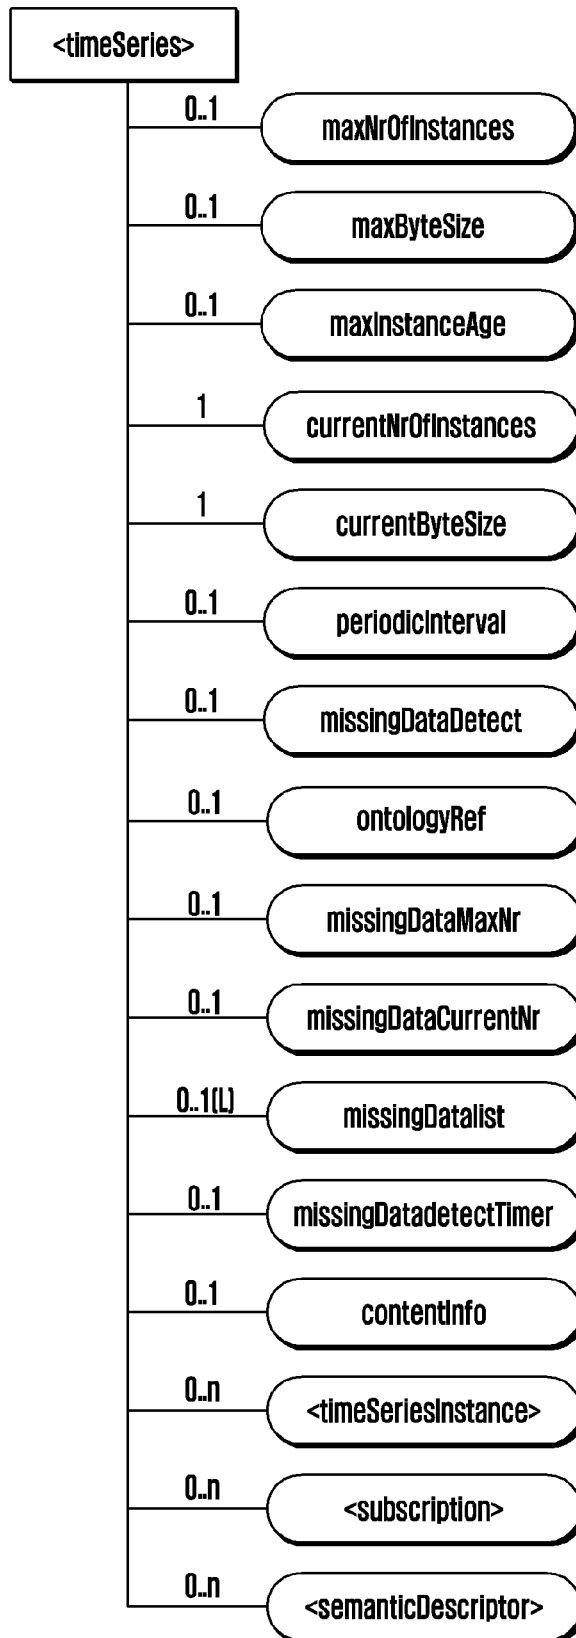 <timeSeries>
0..1
maxNrOfInstances
0..1
maxByteSize
0..1
maxInstanceAge
1
currentNrOfInstances
1
currentByteSize
0..1
periodicInterval
0..1
missingDataDetect
0..1
ontologyRef
0..1
missingDataMaxNr
0..1
missingDataCurrentNr
0..1(L)
missingDatalist
0..1
missingDatadetectTimer
0..1
contentInfo
0..n
<timeSeriesInstance>
0..n
<subscription>
0..n
<semanticDescriptor>